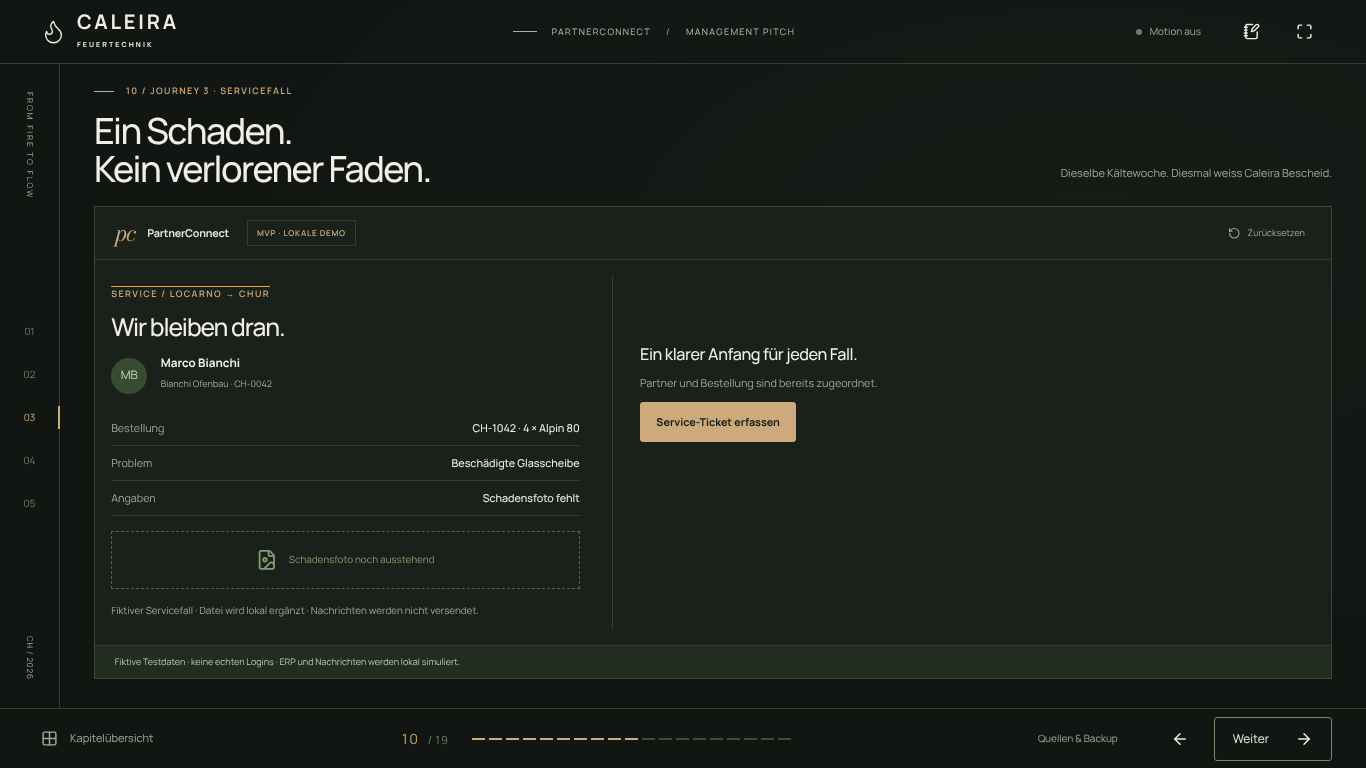 CALEIRA
FEUERTECHNIK
PARTNERCONNECT / MANAGEMENT PITCH
Motion aus
FROM FIRE TO FLOW
10 / JOURNEY 3 · SERVICEFALL
Ein Schaden.
Kein verlorener Faden.
Dieselbe Kältewoche. Diesmal weiss Caleira Bescheid.
pc PartnerConnect
MVP · LOKALE DEMO
Zurücksetzen
SERVICE / LOCARNO → CHUR
Wir bleiben dran.
MB
Marco Bianchi
Bianchi Ofenbau · CH-0042
Bestellung CH-1042 · 4 × Alpin 80
Problem Beschädigte Glasscheibe
Angaben Schadensfoto fehlt
Schadensfoto noch ausstehend
Fiktiver Servicefall · Datei wird lokal ergänzt · Nachrichten werden nicht versendet.
Ein klarer Anfang für jeden Fall.
Partner und Bestellung sind bereits zugeordnet.
Service-Ticket erfassen
Fiktive Testdaten · keine echten Logins · ERP und Nachrichten werden lokal simuliert.
01
02
03
04
05
CH / 2026
Kapitelübersicht
10 / 19
Quellen & Backup
Weiter